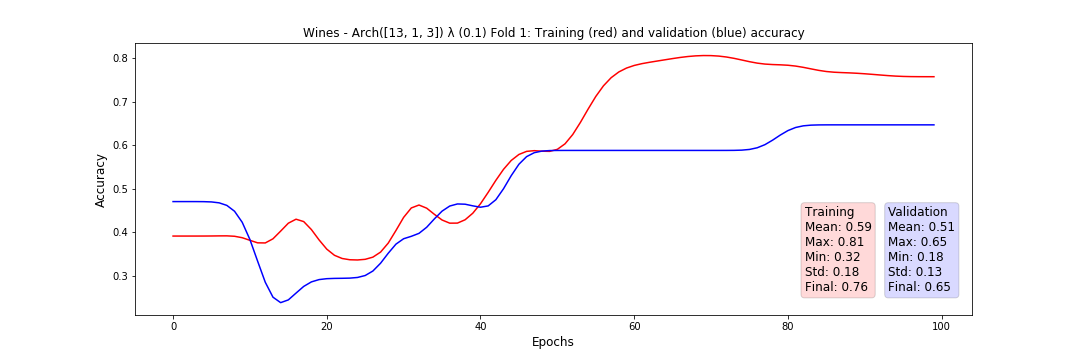 Wines - Arch([13, 1, 3]) λ (0.1) Fold 1: Training (red) and validation (blue) accuracy
Accuracy
0.8
0.7
0.6
0.5
0.4
0.3
Training
Mean: 0.59
Max: 0.81
Min: 0.32
Std: 0.18
Final: 0.76
Validation
Mean: 0.51
Max: 0.65
Min: 0.18
Std: 0.13
Final: 0.65
0 20 40 60 80 100
Epochs